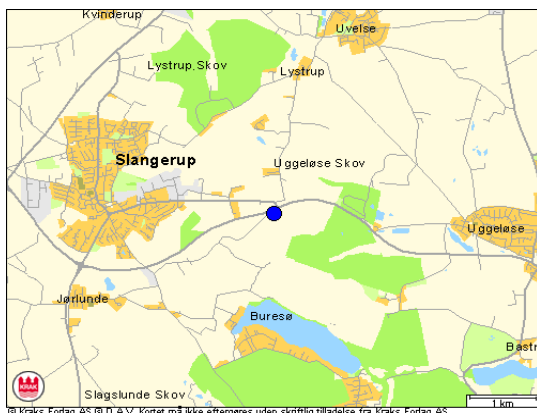 Kvinderup
Uvelse
Lystrup Skov
Lystrup
Slangerup
Uggeløse Skov
Uggeløse
Jørlunde
Buresø
Bastr
Slagslunde Skov
KRAK
1 km
© Kraks Forlag AS © D.A.V. Kortet må ikke eftergøres uden skriftlig tilladelse fra Kraks Forlag AS